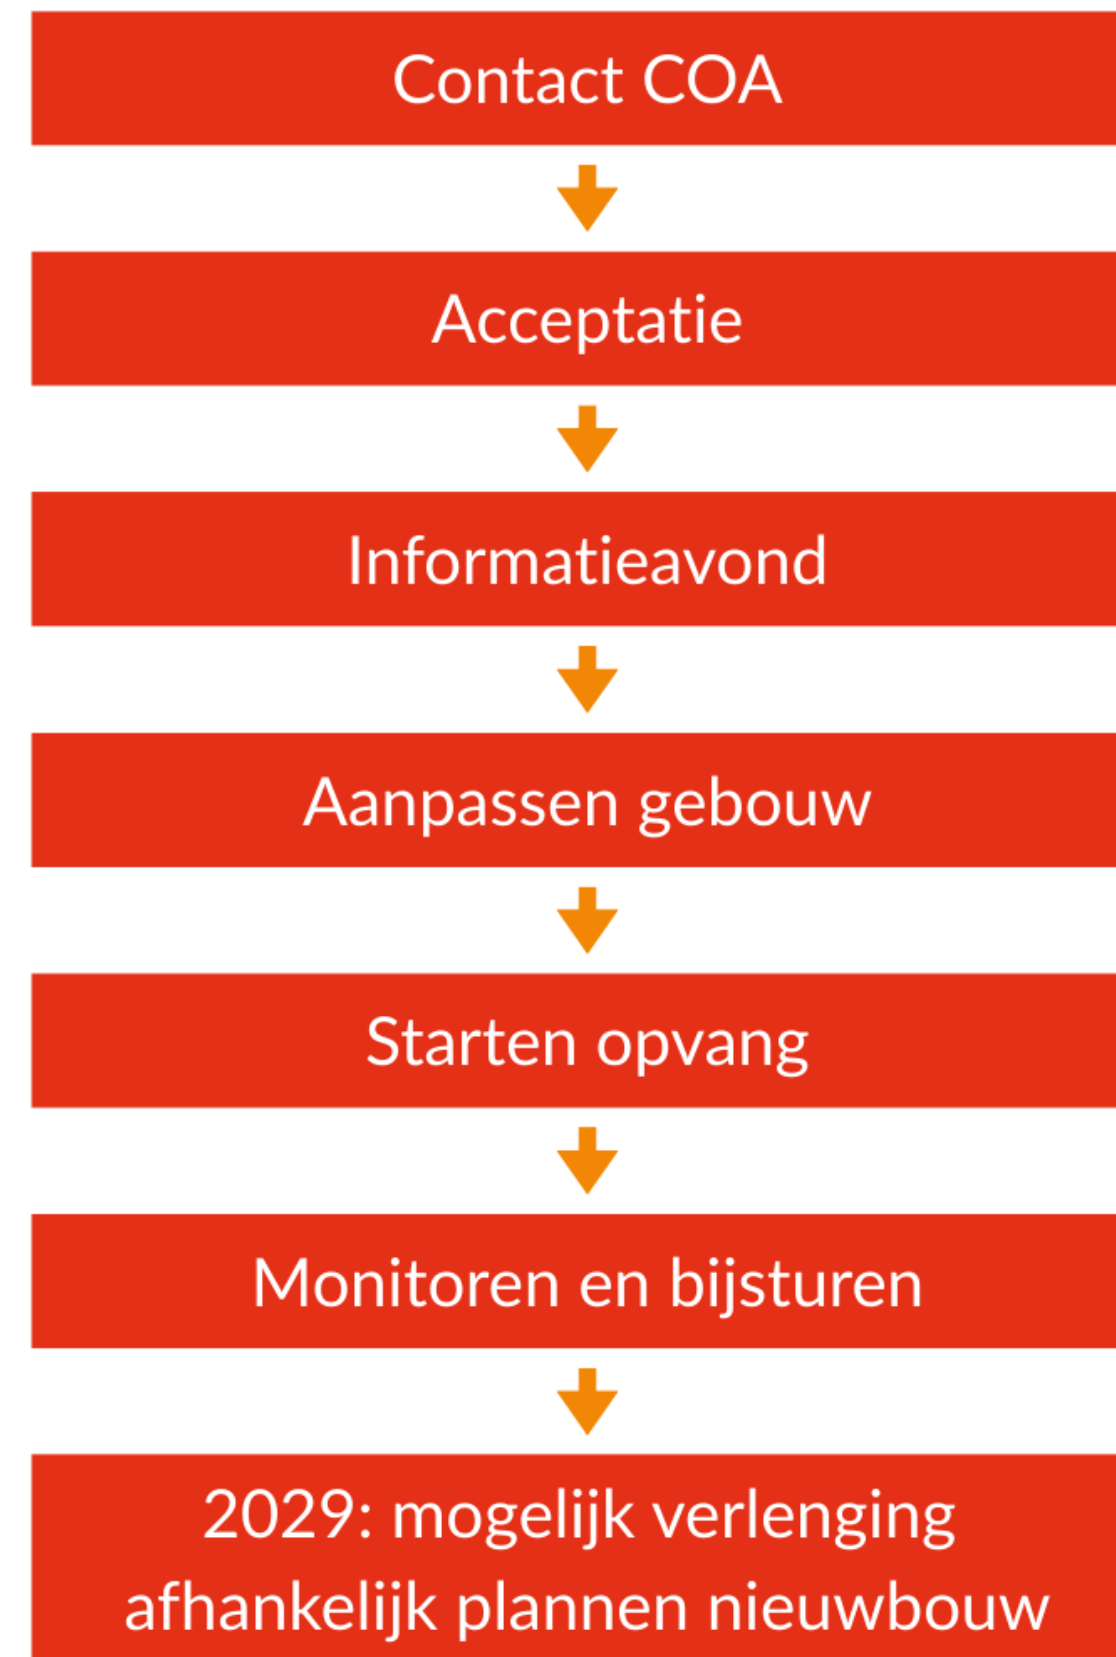 Contact COA
Acceptatie
Informatieavond
Aanpassen gebouw
Starten opvang
Monitoren en bijsturen
2029: mogelijk verlenging
afhankelijk plannen nieuwbouw